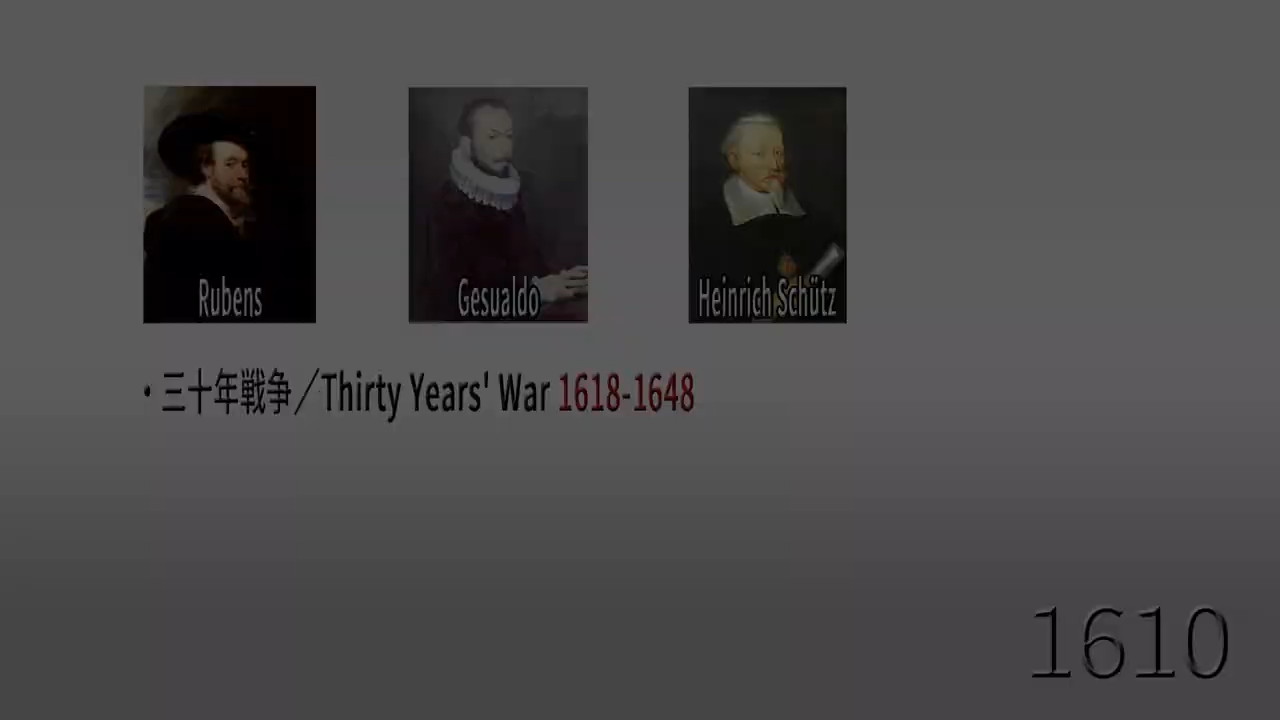 Rubens
Gesualdo
Heinrich Schütz
・三十年戦争／Thirty Years' War 1618-1648
1610